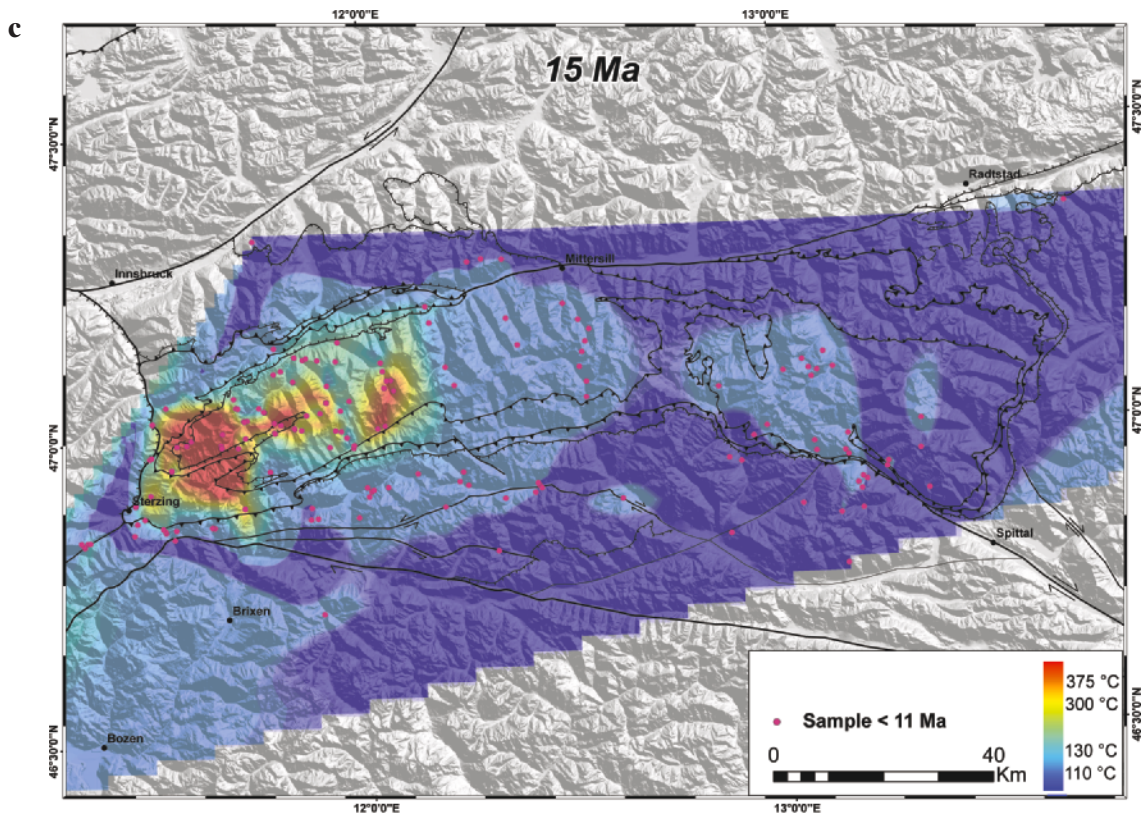 c
12°0'0"E
13°0'0"E
15 Ma
47°30'0"N
47°30'0"N
Radtstad
Innsbruck
Mittersill
47°0'0"N
47°0'0"N
Sterzing
Spittal
Brixen
Bozen
46°30'0"N
46°30'0"N
Sample < 11 Ma
0
40
Km
375 °C
300 °C
130 °C
110 °C
12°0'0"E
13°0'0"E